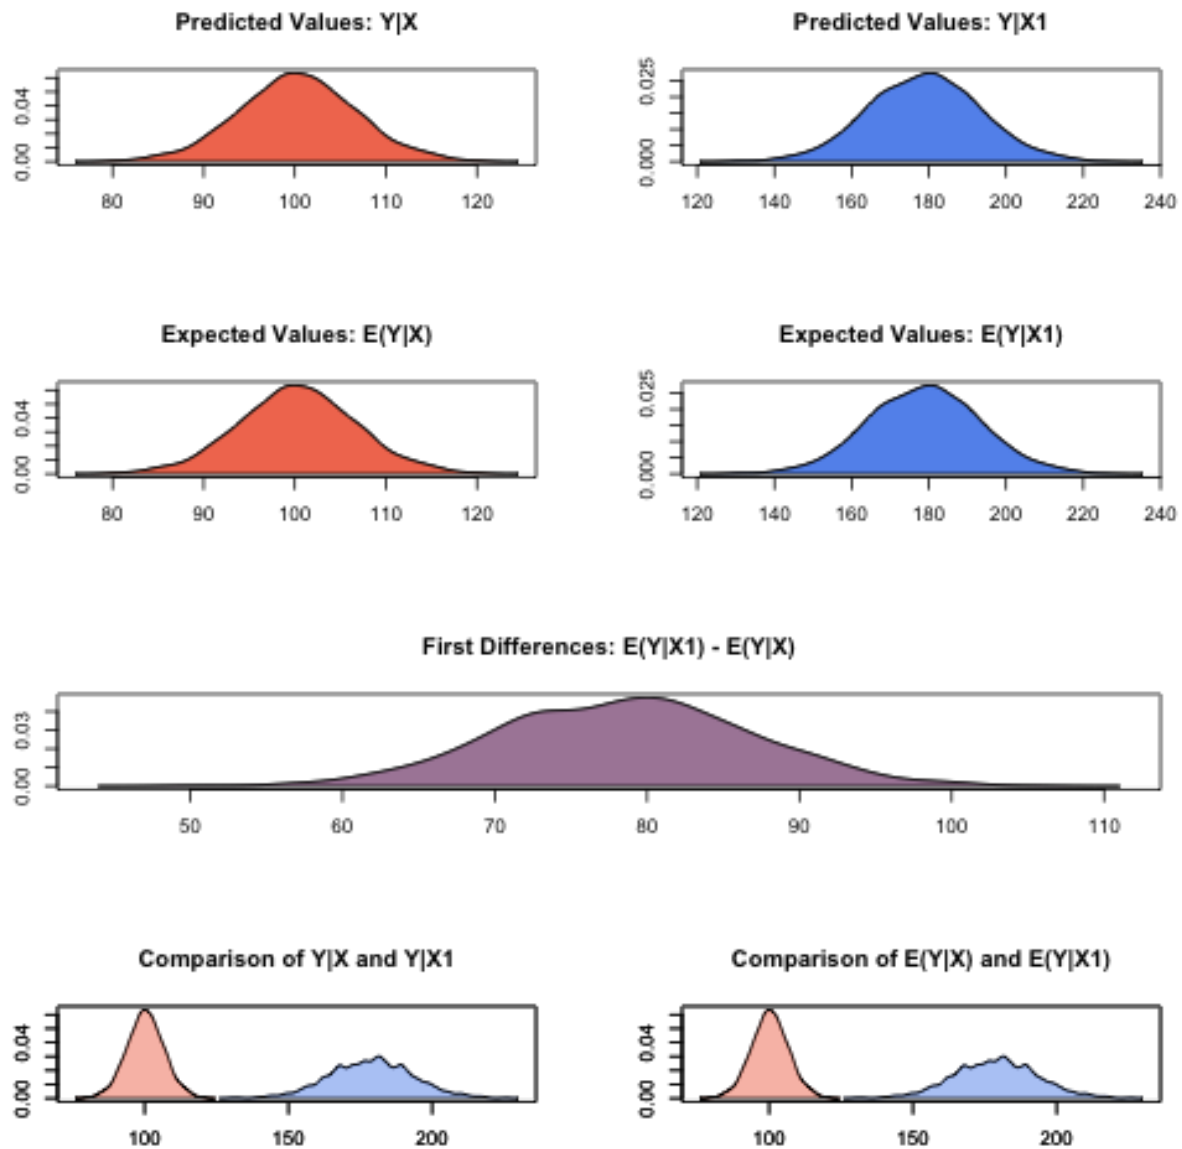 Predicted Values: Y|X
0.00 0.04
80 90 100 110 120
Predicted Values: Y|X1
0.000 0.025
120 140 160 180 200 220 240
Expected Values: E(Y|X)
0.00 0.04
80 90 100 110 120
Expected Values: E(Y|X1)
0.000 0.025
120 140 160 180 200 220 240
First Differences: E(Y|X1) - E(Y|X)
0.00 0.03
50 60 70 80 90 100 110
Comparison of Y|X and Y|X1
0.00 0.04
100 150 200
Comparison of E(Y|X) and E(Y|X1)
0.00 0.04
100 150 200